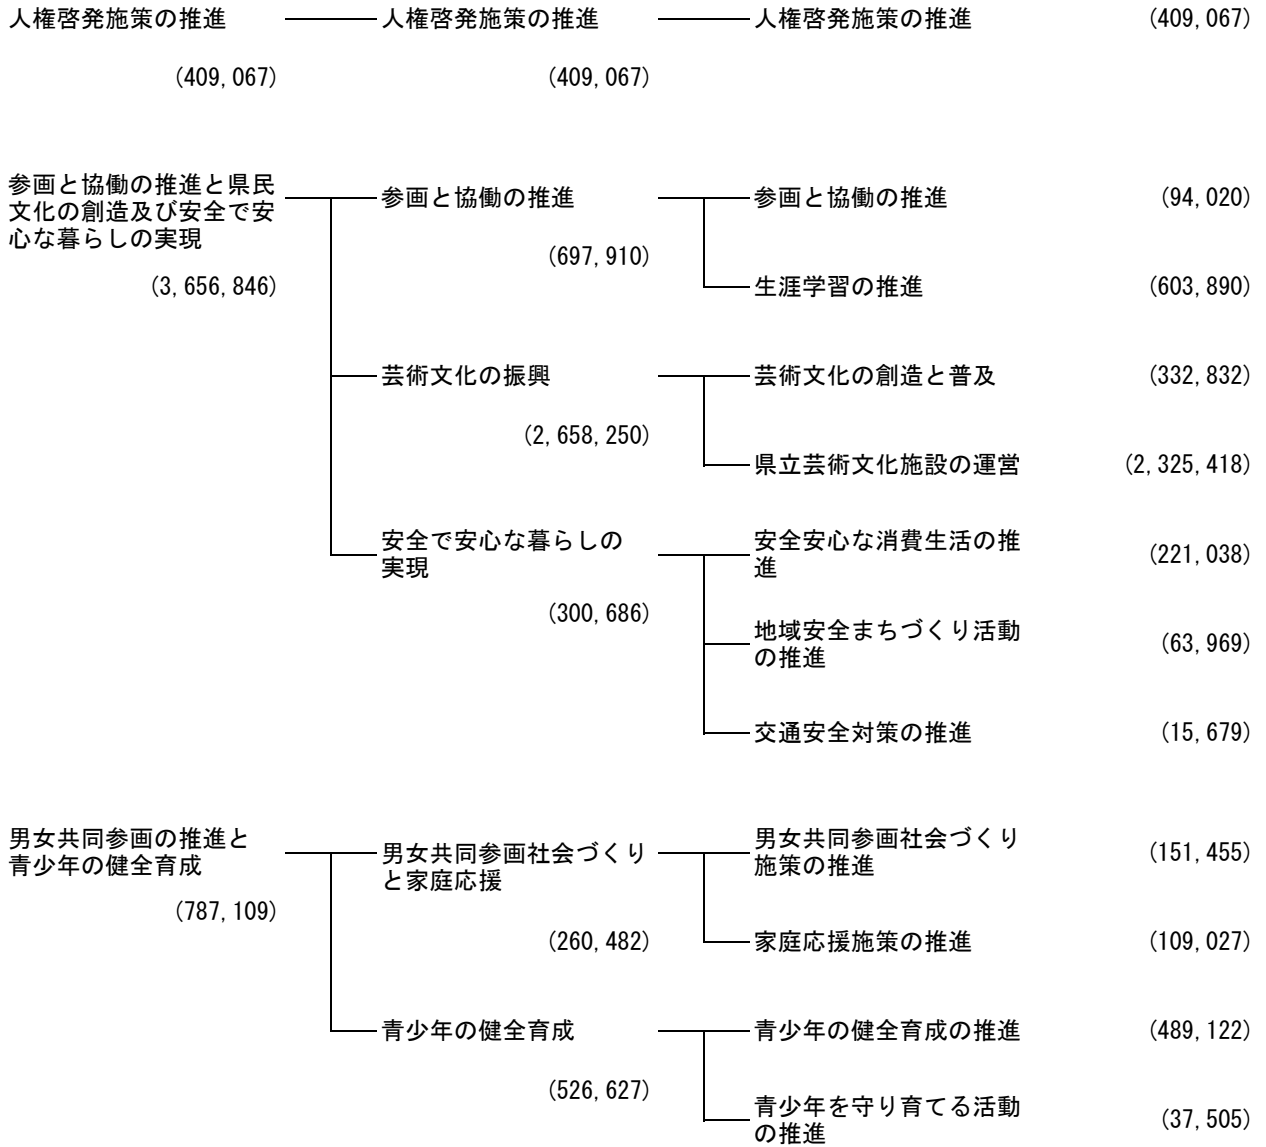 人権啓発施策の推進 人権啓発施策の推進 人権啓発施策の推進 (409,067)
(409,067) (409,067)
参画と協働の推進と県民
文化の創造及び安全で安
心な暮らしの実現
(3,656,846)
参画と協働の推進
(697,910)
参画と協働の推進 (94,020)
生涯学習の推進 (603,890)
芸術文化の振興
(2,658,250)
芸術文化の創造と普及 (332,832)
県立芸術文化施設の運営 (2,325,418)
安全で安心な暮らしの
実現
(300,686)
安全安心な消費生活の推
進
(221,038)
地域安全まちづくり活動
の推進
(63,969)
交通安全対策の推進 (15,679)
男女共同参画の推進と
青少年の健全育成
(787,109)
男女共同参画社会づくり
と家庭応援
(260,482)
男女共同参画社会づくり
施策の推進
(151,455)
家庭応援施策の推進 (109,027)
青少年の健全育成
(526,627)
青少年の健全育成の推進 (489,122)
青少年を守り育てる活動
の推進
(37,505)